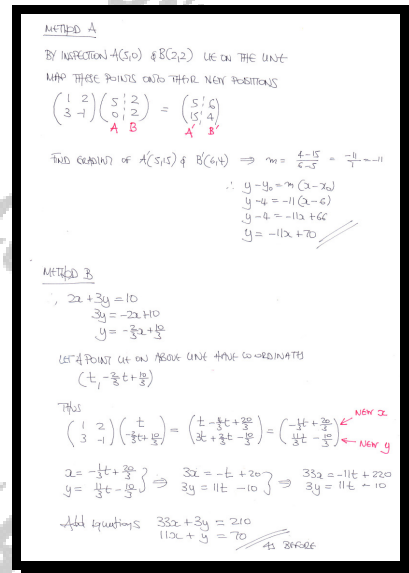 METHOD A
BY INSPECTION A(5,0) & B(2,2) LIE ON THE LINE
MAP THESE POINTS ONTO THEIR NEW POSITIONS
( 1 2 ; 3 -1 ) ( 5 2 ; 0 2 ) = ( 5 6 ; 15 4 )
A B A' B'
FIND GRADIENT OF A'(5,15) & B'(6,4) ⇒ m = (4-15)/(6-5) = -11/1 = -11
∴ y-y₀ = m(x-x₀)
y-4 = -11(x-6)
y-4 = -11x+66
y = -11x+70
METHOD B
2x+3y = 10
3y = -2x+10
y = -2/3x + 10/3
LET A POINT LIE ON ABOVE LINE HAVE CO-ORDINATES
(t, -2/3t + 10/3)
THUS
( 1 2 ; 3 -1 ) ( t ; -2/3t + 10/3 ) = ( t - 4/3t + 20/3 ; 3t + 2/3t - 10/3 ) = ( -1/3t + 20/3 ; 11/3t - 10/3 ) ← NEW x ← NEW y
x = -1/3t + 20/3 } ⇒ 3x = -t + 20 } ⇒ 33x = -11t + 220
y = 11/3t - 10/3 } 3y = 11t - 10 } 3y = 11t - 10
Add equations 33x + 3y = 210
11x + y = 70
AS BEFORE